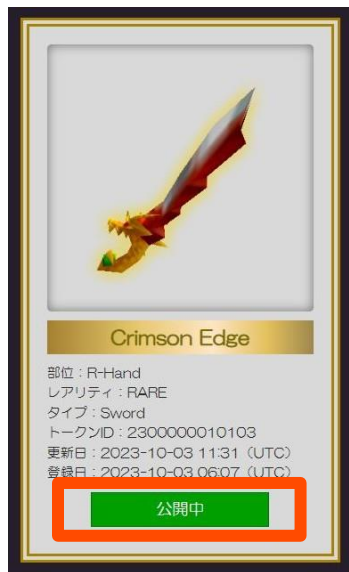 Crimson Edge
部位：R-Hand
レアリティ：RARE
タイプ：Sword
トークンID：2300000010103
更新日：2023-10-03 11:31（UTC）
登録日：2023-10-03 06:07（UTC）
公開中